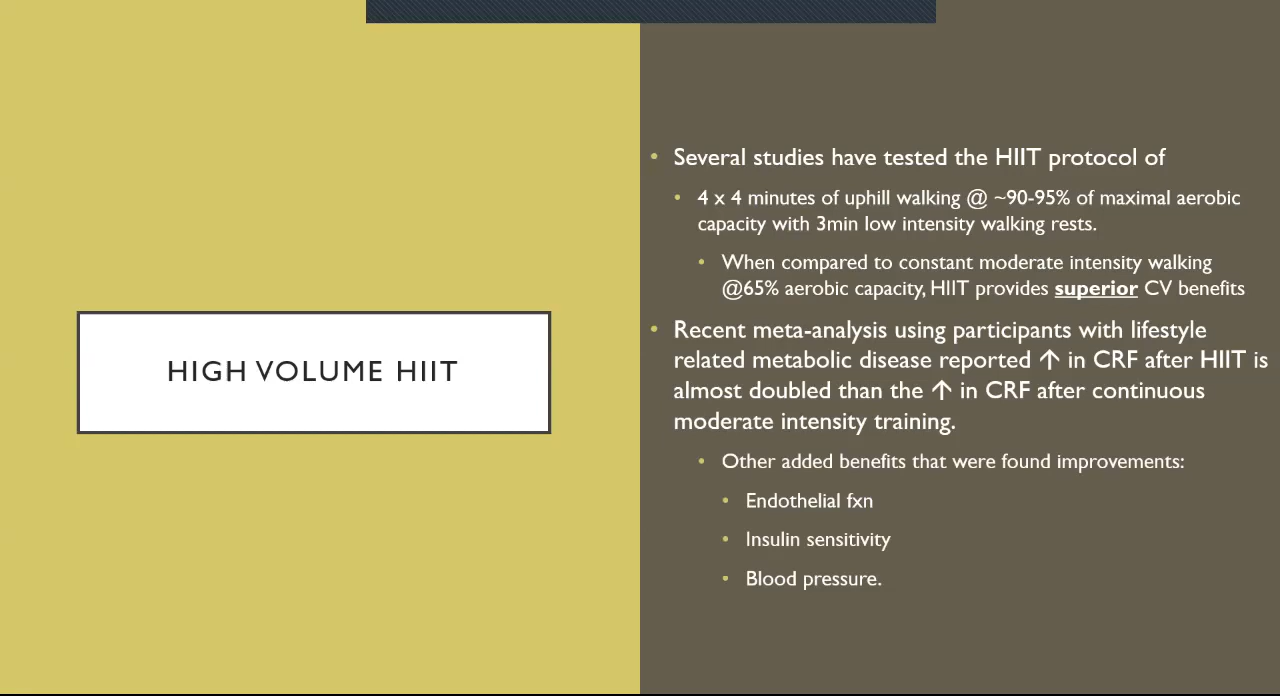 HIGH VOLUME HIIT
• Several studies have tested the HIIT protocol of
• 4 x 4 minutes of uphill walking @ ~90-95% of maximal aerobic
capacity with 3min low intensity walking rests.
• When compared to constant moderate intensity walking
@65% aerobic capacity, HIIT provides superior CV benefits
• Recent meta-analysis using participants with lifestyle
related metabolic disease reported ↑ in CRF after HIIT is
almost doubled than the ↑ in CRF after continuous
moderate intensity training.
• Other added benefits that were found improvements:
• Endothelial fxn
• Insulin sensitivity
• Blood pressure.